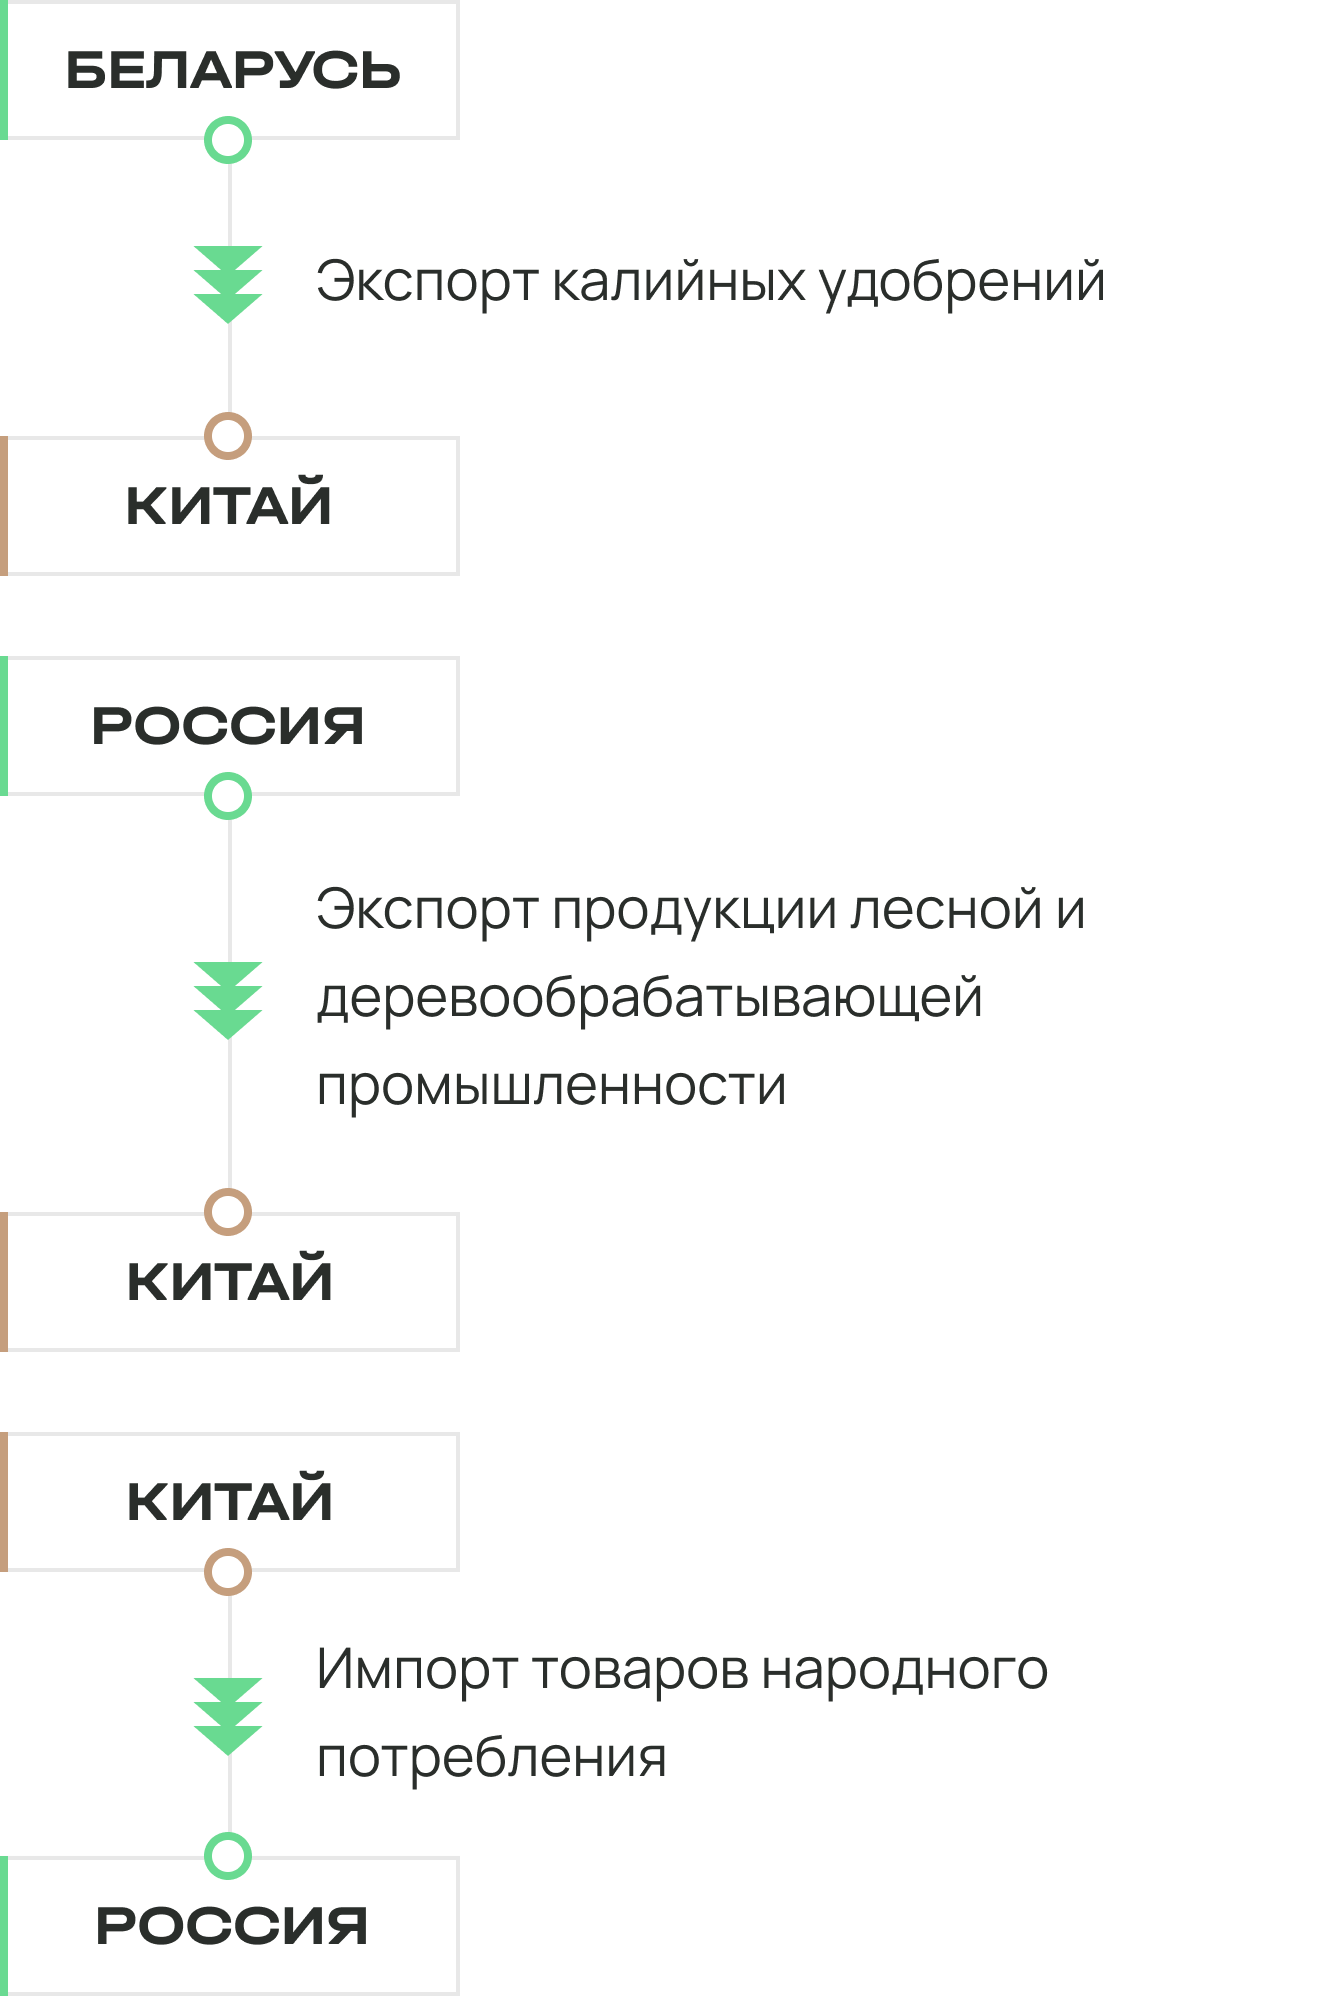 БЕЛАРУСЬ
Экспорт калийных удобрений
КИТАЙ
РОССИЯ
Экспорт продукции лесной и
деревообрабатывающей
промышленности
КИТАЙ
КИТАЙ
Импорт товаров народного
потребления
РОССИЯ